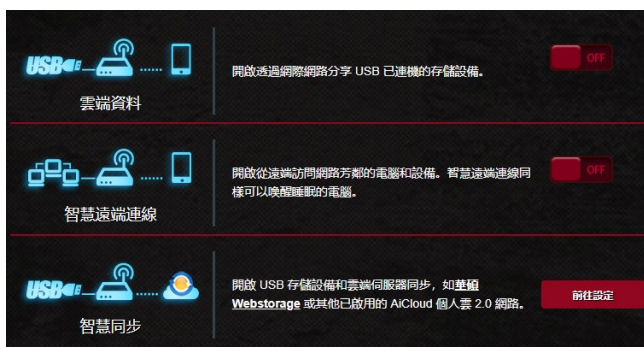 USB
雲端資料
開啟透過網際網路分享 USB 已連機的存儲設備。
OFF
智慧遠端連線
開啟從遠端訪問網路芳鄰的電腦和設備。智慧遠端連線同
樣可以喚醒睡眠的電腦。
OFF
USB
智慧同步
開啟 USB 存儲設備和雲端伺服器同步，如華碩
Webstorage 或其他已啟用的 AiCloud 個人雲 2.0 網路。
前往設定